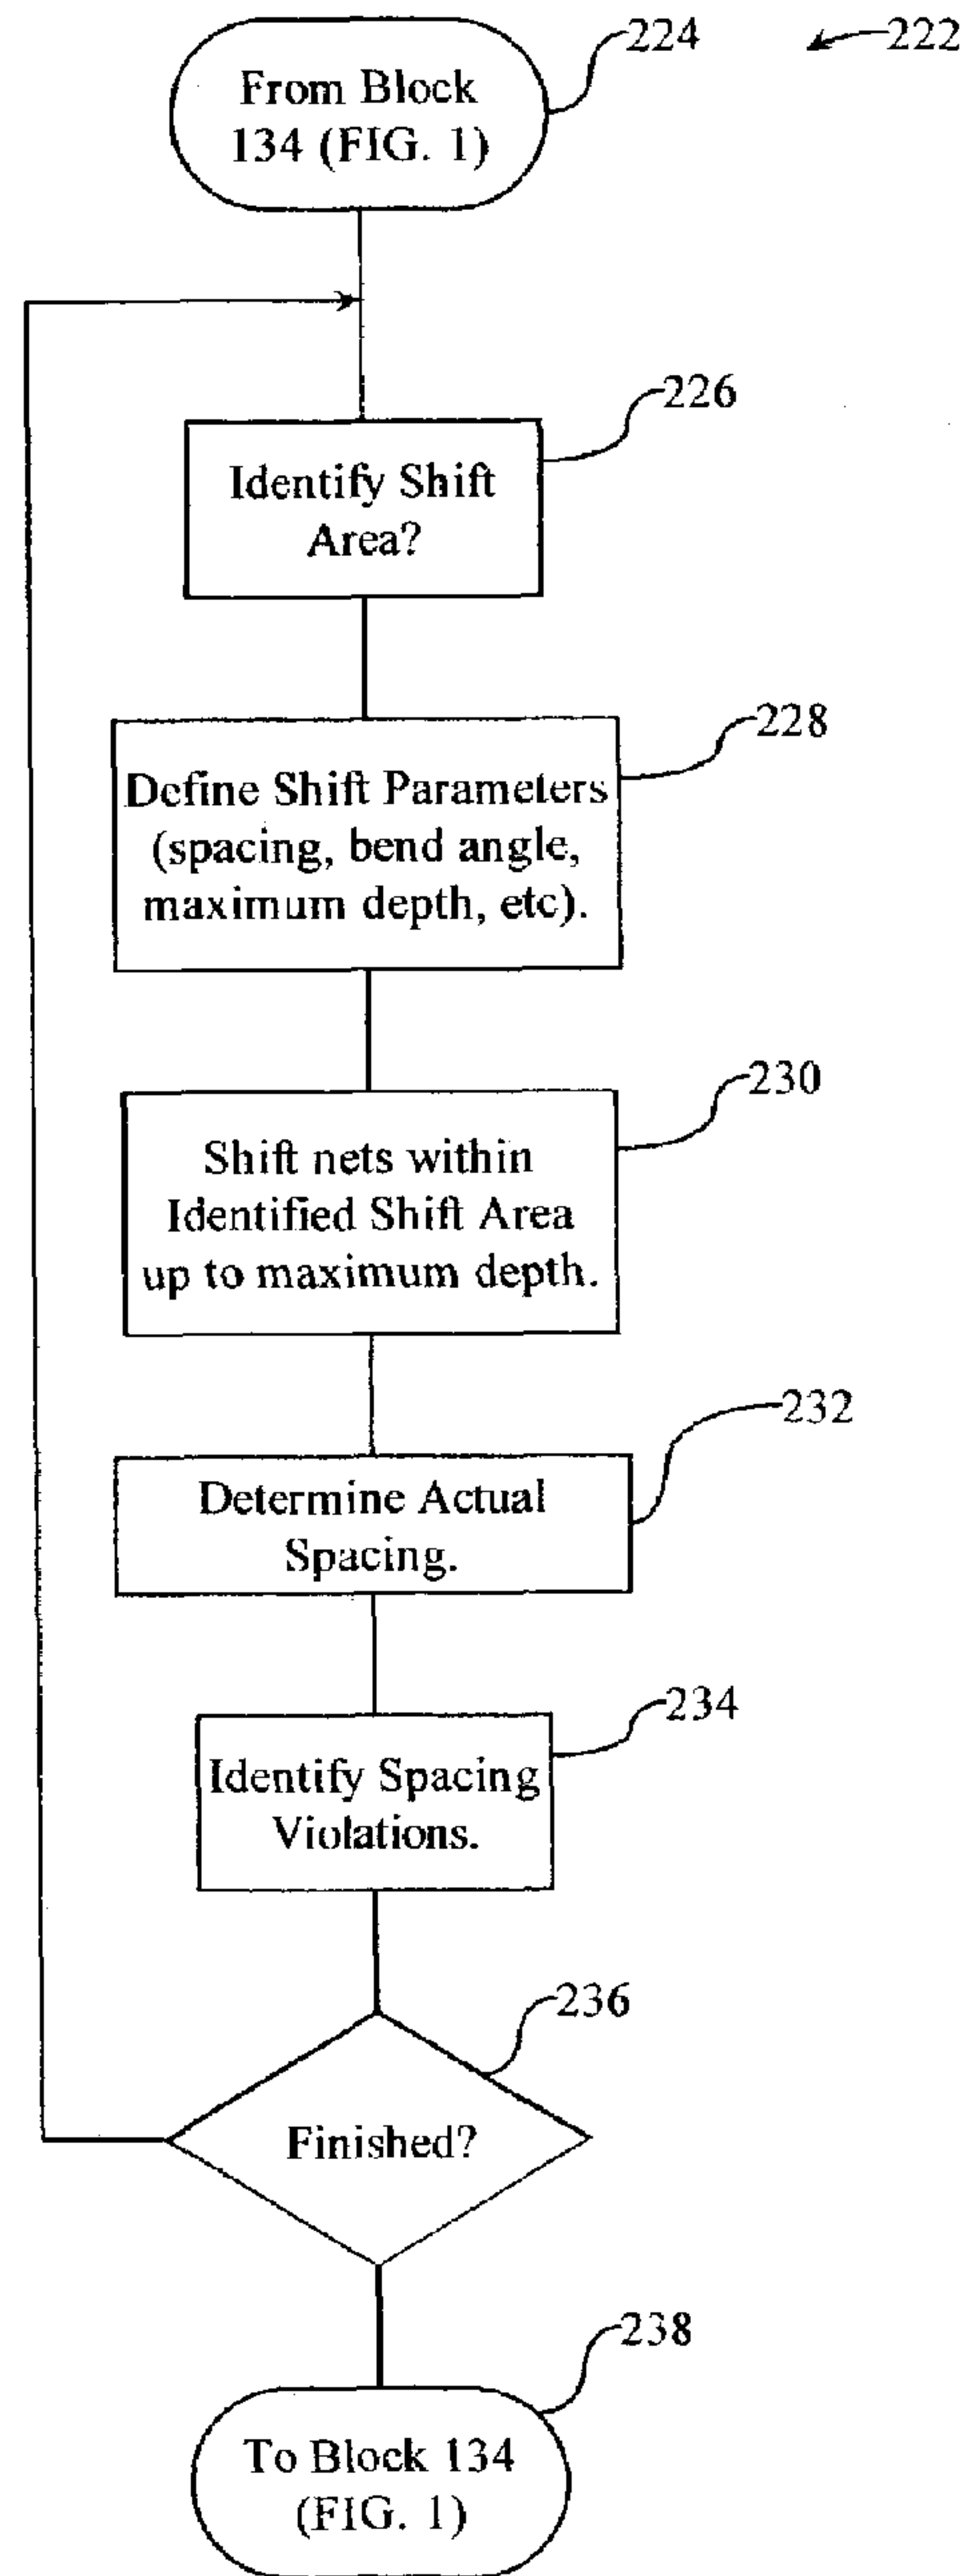 224
222
From Block
134 (FIG. 1)
226
Identify Shift
Area?
228
Define Shift Parameters
(spacing, bend angle,
maximum depth, etc).
230
Shift nets within
Identified Shift Area
up to maximum depth.
232
Determine Actual
Spacing.
234
Identify Spacing
Violations.
236
Finished?
238
To Block 134
(FIG. 1)